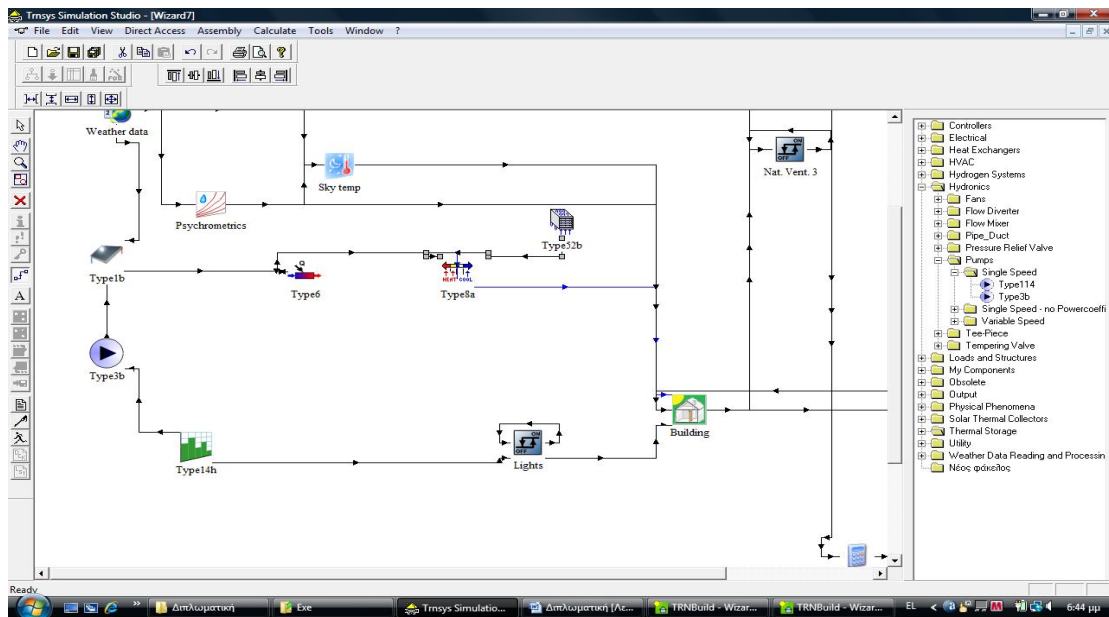 Trnsys Simulation Studio - [Wizard7]
File Edit View Direct Access Assembly Calculate Tools Window ?
Weather data
Sky temp
Nat. Vent. 3
Psychrometrics
Type52b
Type1b
Type6
Type8a
Type3b
Building
Lights
Type14h
Controllers
Electrical
Heat Exchangers
HVAC
Hydrogen Systems
Hydronics
Fans
Flow Diverter
Flow Mixer
Pipe_Duct
Pressure Relief Valve
Pumps
Single Speed
Type114
Type3b
Single Speed - no Powercoeffi
Variable Speed
Tee-Piece
Tempering Valve
Loads and Structures
My Components
Obsolete
Output
Physical Phenomena
Solar Thermal Collectors
Thermal Storage
Utility
Weather Data Reading and Processin
Νέος φάκελος
Ready
Διπλωματική
Exe
Trnsys Simulatio...
Διπλωματική [Λε...
TRNBuild - Wizar...
TRNBuild - Wizar...
EL
6:44 μμ